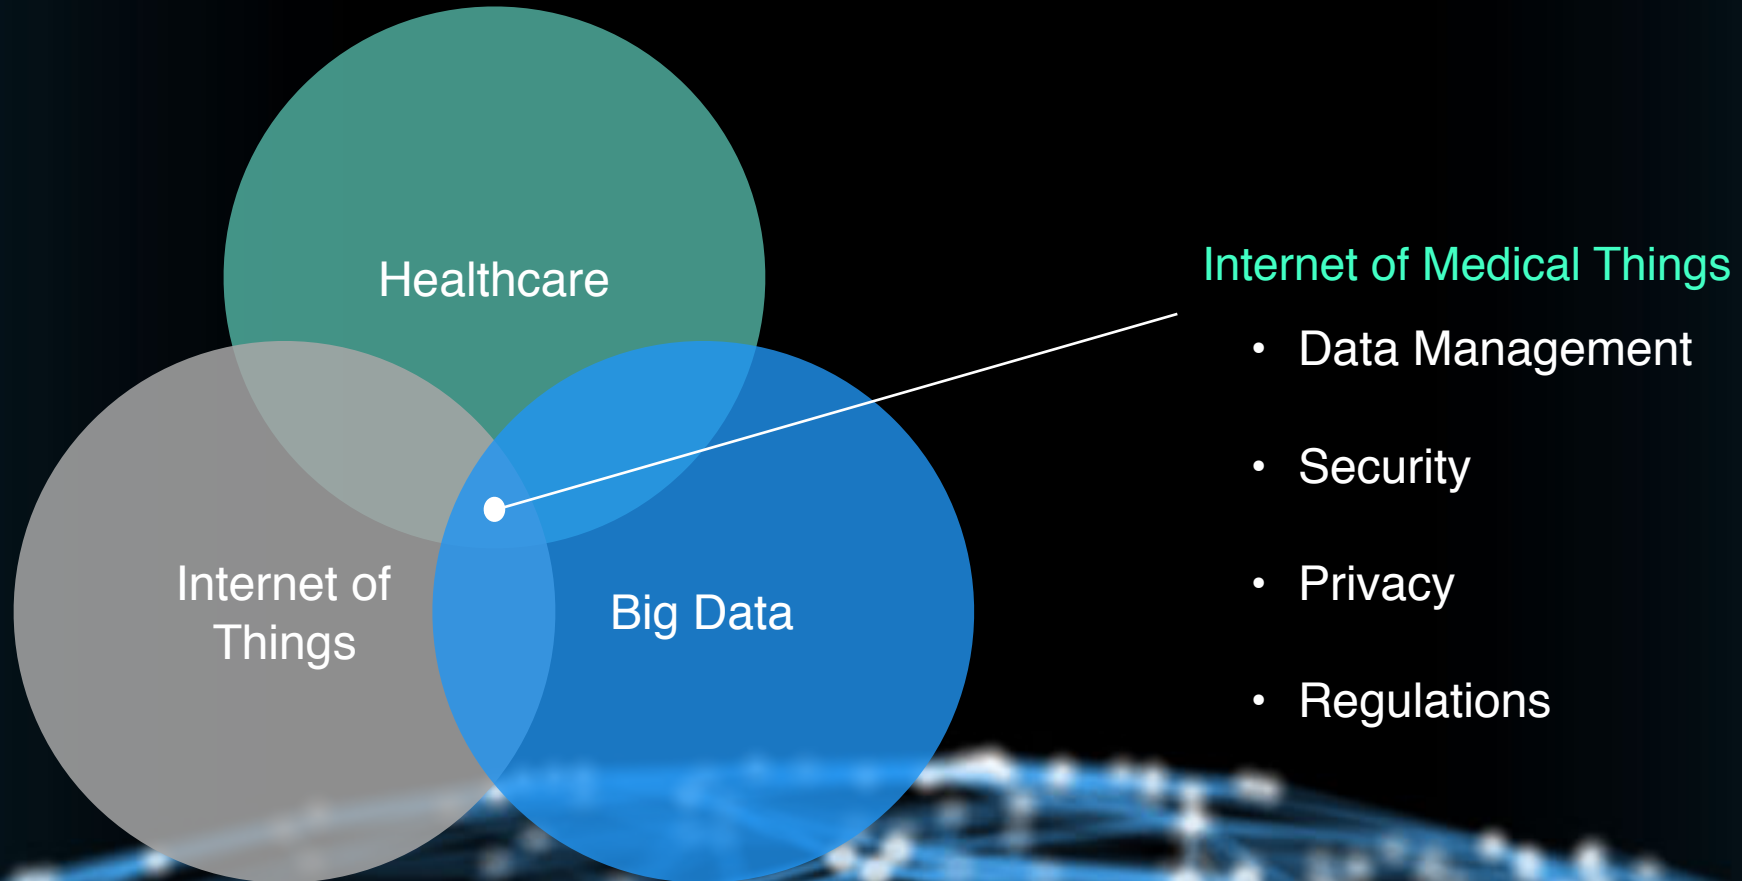 Healthcare
Internet of
Things
Big Data
Internet of Medical Things
• Data Management
• Security
• Privacy
• Regulations